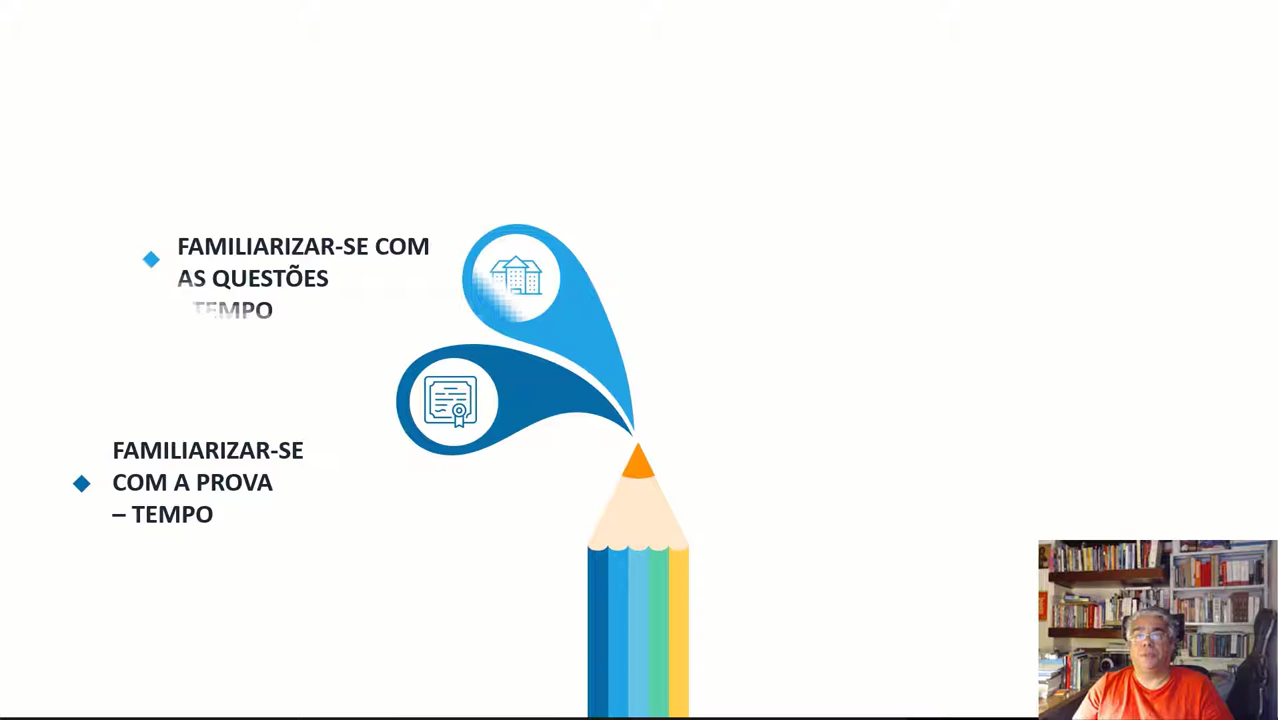 FAMILIARIZAR-SE COM
AS QUESTÕES
TEMPO
FAMILIARIZAR-SE
COM A PROVA
– TEMPO